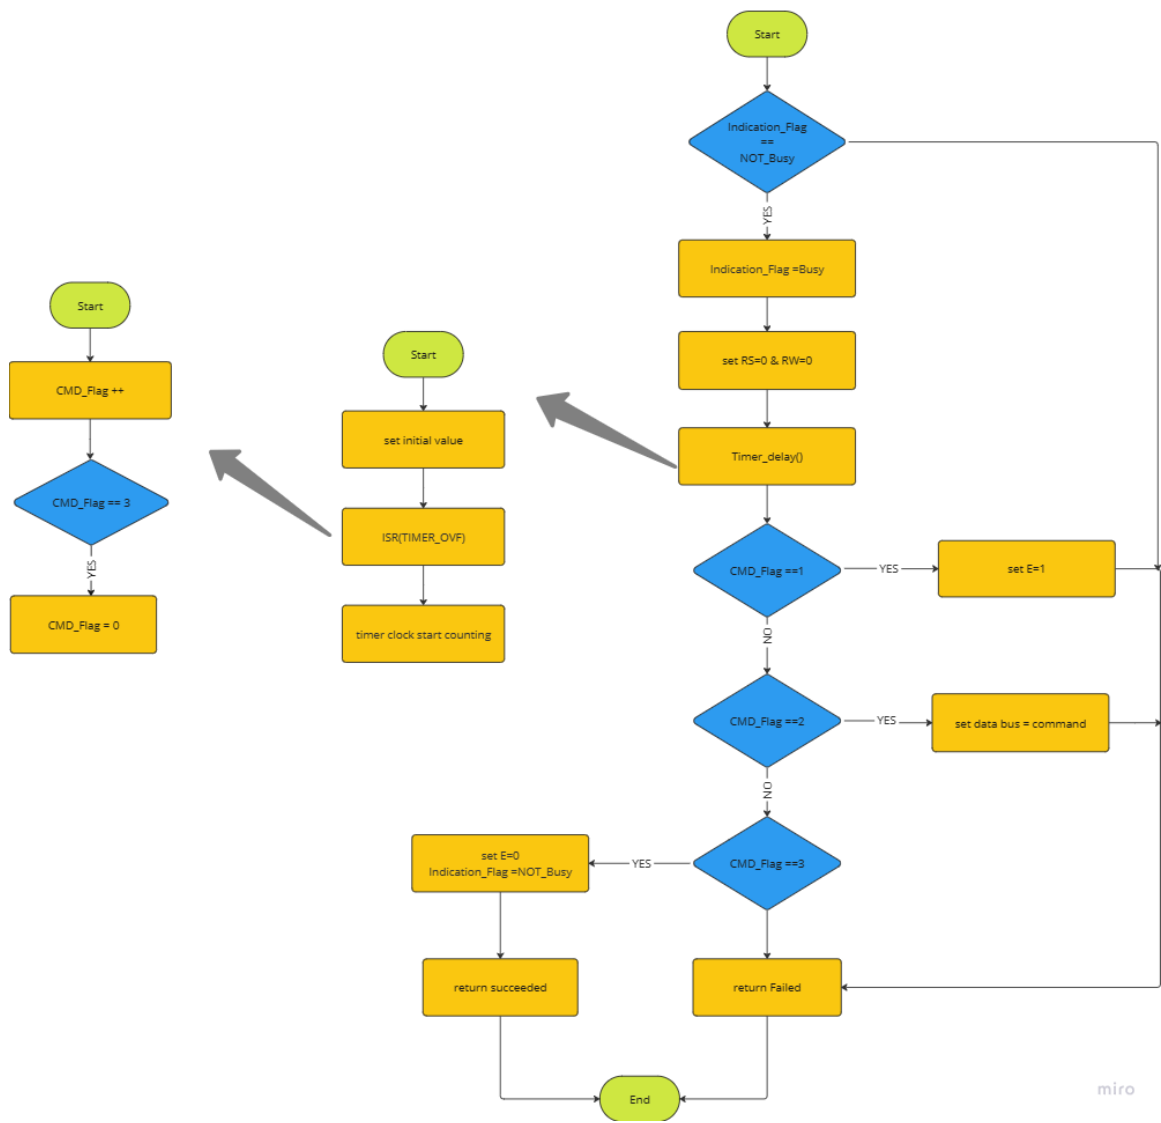 Start
Indication_Flag
==
NOT_Busy
YES
Indication_Flag =Busy
set RS=0 & RW=0
Timer_delay()
CMD_Flag ==1
YES
set E=1
NO
CMD_Flag ==2
YES
set data bus = command
NO
CMD_Flag ==3
YES
set E=0
Indication_Flag =NOT_Busy
return succeeded
return Failed
End
Start
set initial value
ISR(TIMER_OVF)
timer clock start counting
Start
CMD_Flag ++
CMD_Flag == 3
YES
CMD_Flag = 0
miro